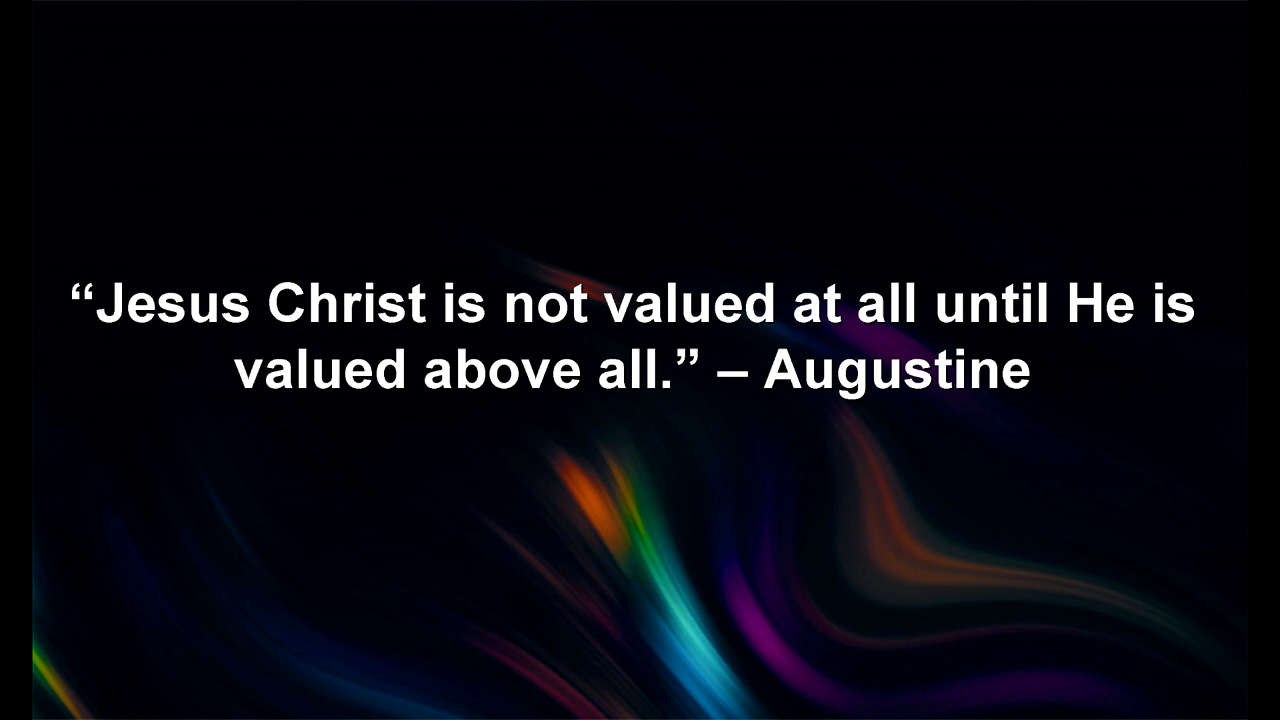 “Jesus Christ is not valued at all until He is
valued above all.” – Augustine